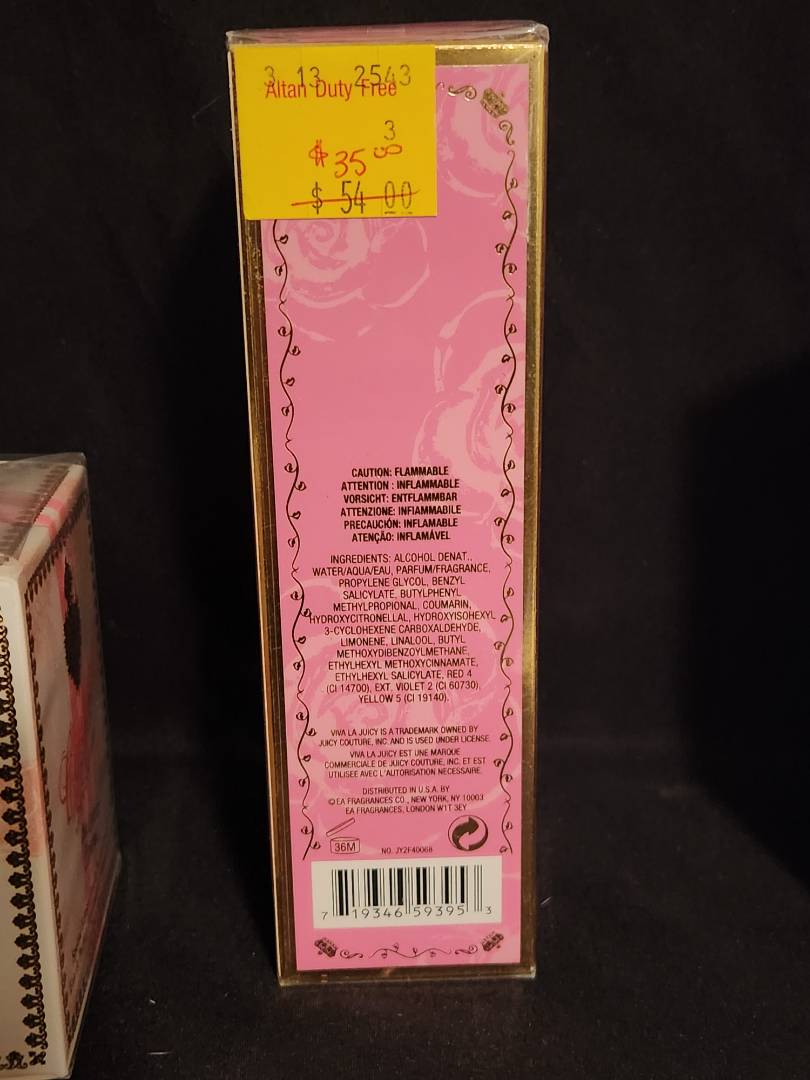 3 13 2543
Altan Duty Free
3
$35.00
$ 54 00
CAUTION: FLAMMABLE
ATTENTION : INFLAMMABLE
VORSICHT: ENTFLAMMBAR
ATTENZIONE: INFIAMMABILE
PRECAUCIÓN: INFLAMABLE
ATENÇÃO: INFLAMÁVEL
INGREDIENTS: ALCOHOL DENAT.,
WATER/AQUA/EAU, PARFUM/FRAGRANCE,
PROPYLENE GLYCOL, BENZYL
SALICYLATE, BUTYLPHENYL
METHYLPROPIONAL, COUMARIN,
HYDROXYCITRONELLAL, HYDROXYISOHEXYL
3-CYCLOHEXENE CARBOXALDEHYDE,
LIMONENE, LINALOOL, BUTYL
METHOXYDIBENZOYLMETHANE,
ETHYLHEXYL METHOXYCINNAMATE,
ETHYLHEXYL SALICYLATE, RED 4
(CI 14700), EXT. VIOLET 2 (CI 60730),
YELLOW 5 (CI 19140).
VIVA LA JUICY IS A TRADEMARK OWNED BY
JUICY COUTURE, INC. AND IS USED UNDER LICENSE.
VIVA LA JUICY EST UNE MARQUE
COMMERCIALE DE JUICY COUTURE, INC. ET EST
UTILISEE AVEC L'AUTORISATION NECESSAIRE.
DISTRIBUTED IN U.S.A. BY
©EA FRAGRANCES CO., NEW YORK, NY 10003
EA FRAGRANCES, LONDON W1T 3EY
36M
NO. JY2F40068
7 19346 59395 3